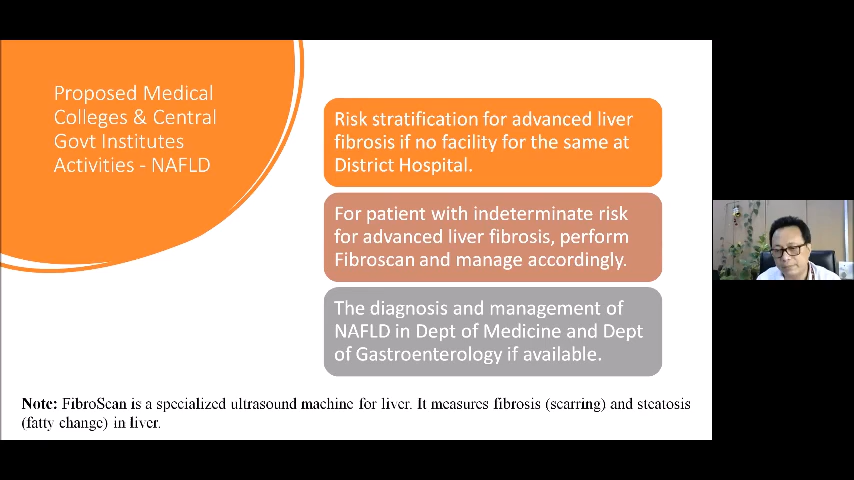 Proposed Medical
Colleges & Central
Govt Institutes
Activities - NAFLD
Risk stratification for advanced liver
fibrosis if no facility for the same at
District Hospital.
For patient with indeterminate risk
for advanced liver fibrosis, perform
Fibroscan and manage accordingly.
The diagnosis and management of
NAFLD in Dept of Medicine and Dept
of Gastroenterology if available.
Note: FibroScan is a specialized ultrasound machine for liver. It measures fibrosis (scarring) and steatosis
(fatty change) in liver.